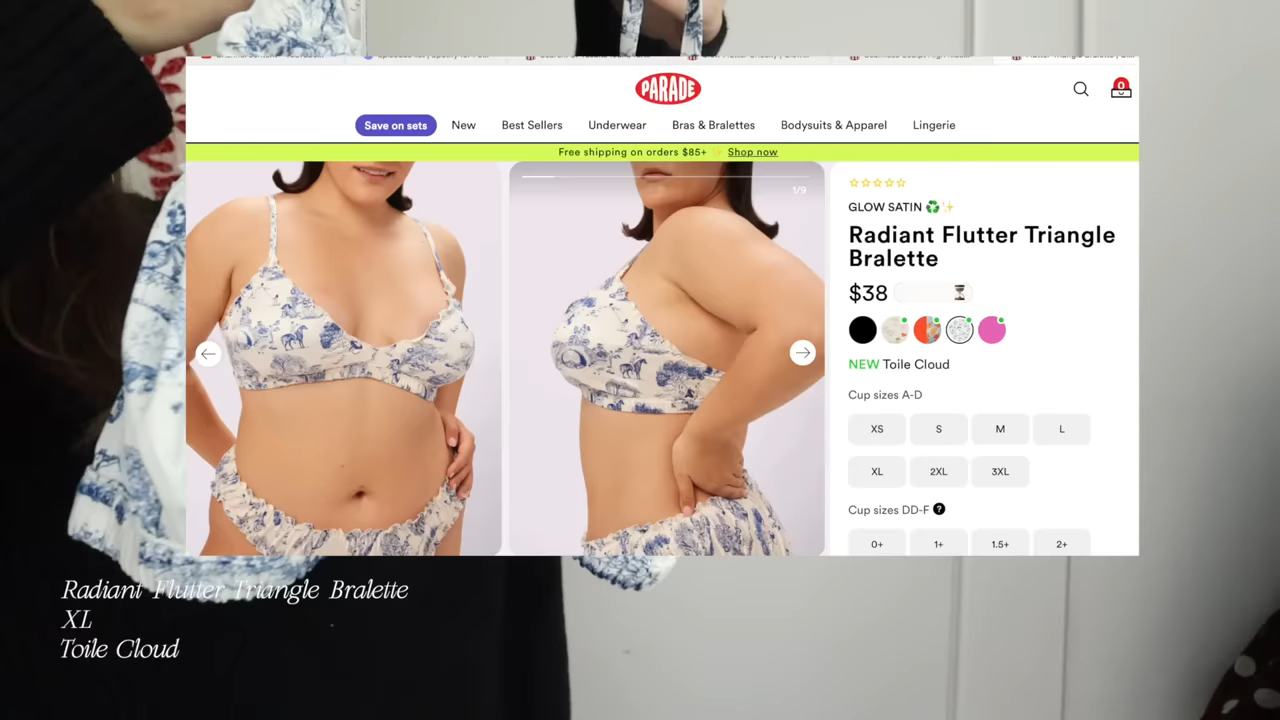 PARADE
0
Save on sets
New
Best Sellers
Underwear
Bras & Bralettes
Bodysuits & Apparel
Lingerie
Free shipping on orders $85+ ✨ Shop now
1/9
GLOW SATIN ♻️✨
Radiant Flutter Triangle
Bralette
$38
NEW Toile Cloud
Cup sizes A-D
XS S M L
XL 2XL 3XL
Cup sizes DD-F ?
0+ 1+ 1.5+ 2+
Radiant Flutter Triangle Bralette
XL
Toile Cloud